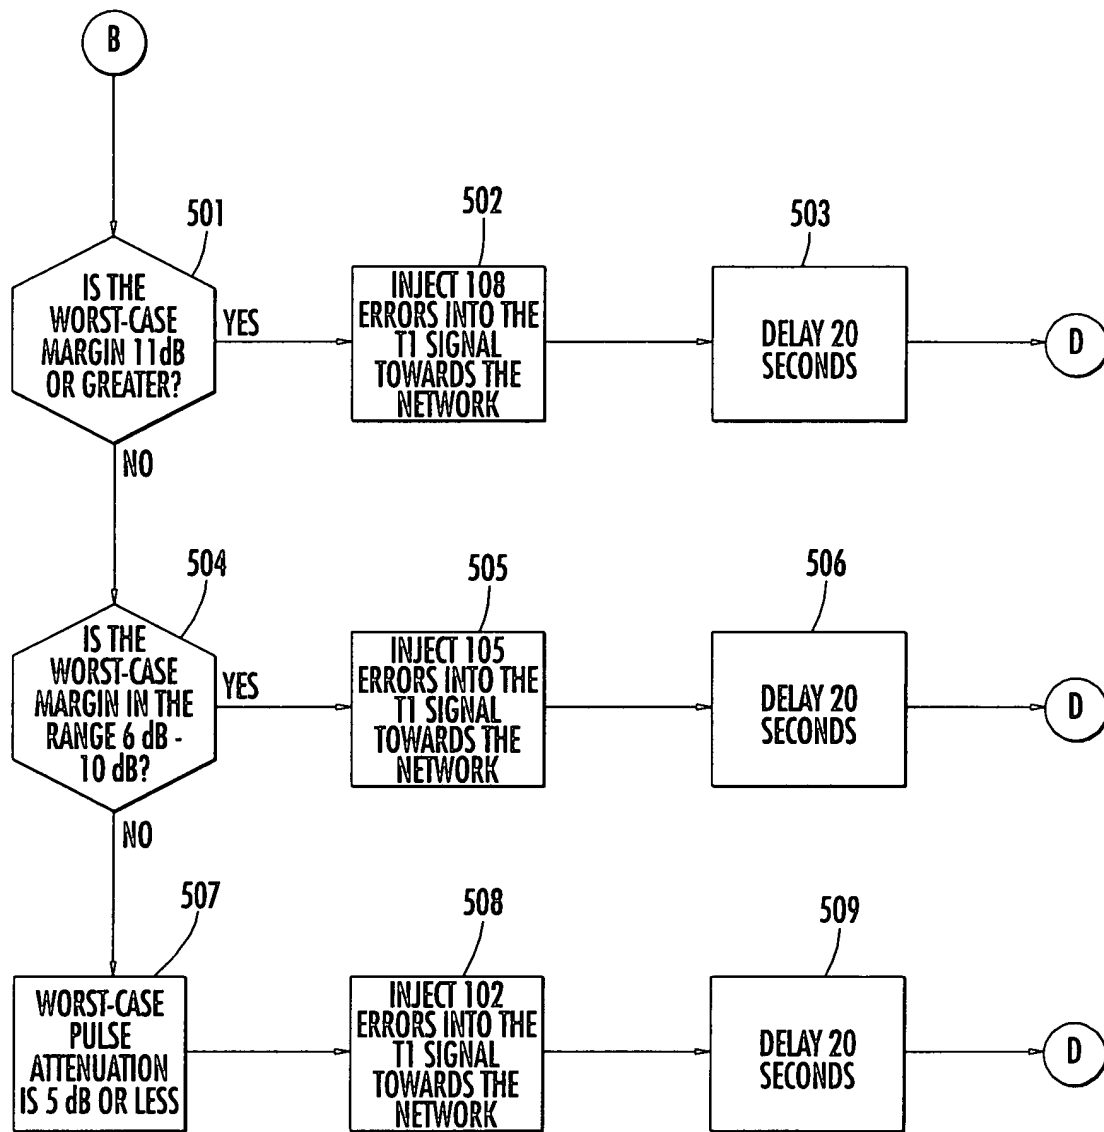 B
501
502
503
IS THE
WORST-CASE
MARGIN 11dB
OR GREATER?
YES
INJECT 108
ERRORS INTO THE
T1 SIGNAL
TOWARDS THE
NETWORK
DELAY 20
SECONDS
D
NO
504
505
506
IS THE
WORST-CASE
MARGIN IN THE
RANGE 6 dB -
10 dB?
YES
INJECT 105
ERRORS INTO THE
T1 SIGNAL
TOWARDS THE
NETWORK
DELAY 20
SECONDS
D
NO
507
508
509
WORST-CASE
PULSE
ATTENUATION
IS 5 dB OR LESS
INJECT 102
ERRORS INTO THE
T1 SIGNAL
TOWARDS THE
NETWORK
DELAY 20
SECONDS
D